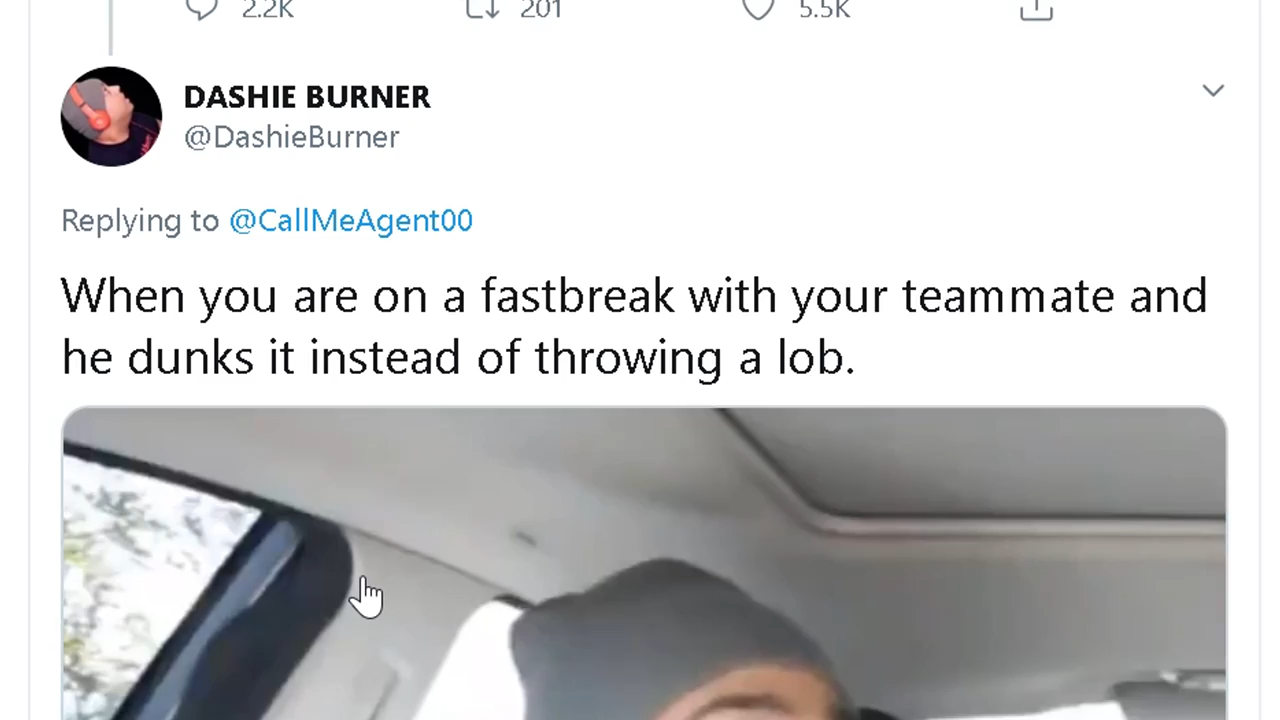 2.2K 201 5.5K
DASHIE BURNER
@DashieBurner
Replying to @CallMeAgent00
When you are on a fastbreak with your teammate and
he dunks it instead of throwing a lob.